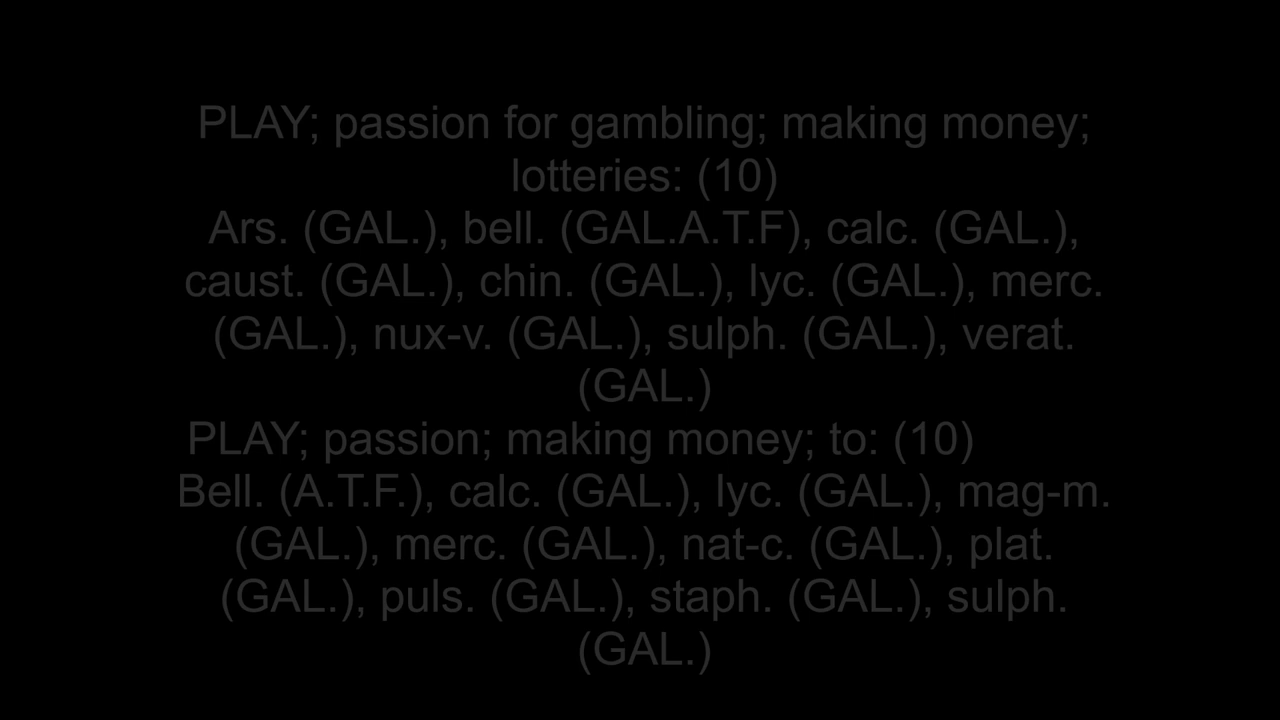 PLAY; passion for gambling; making money;
lotteries: (10)
Ars. (GAL.), bell. (GAL.A.T.F), calc. (GAL.),
caust. (GAL.), chin. (GAL.), lyc. (GAL.), merc.
(GAL.), nux-v. (GAL.), sulph. (GAL.), verat.
(GAL.)
PLAY; passion; making money; to: (10)
Bell. (A.T.F.), calc. (GAL.), lyc. (GAL.), mag-m.
(GAL.), merc. (GAL.), nat-c. (GAL.), plat.
(GAL.), puls. (GAL.), staph. (GAL.), sulph.
(GAL.)